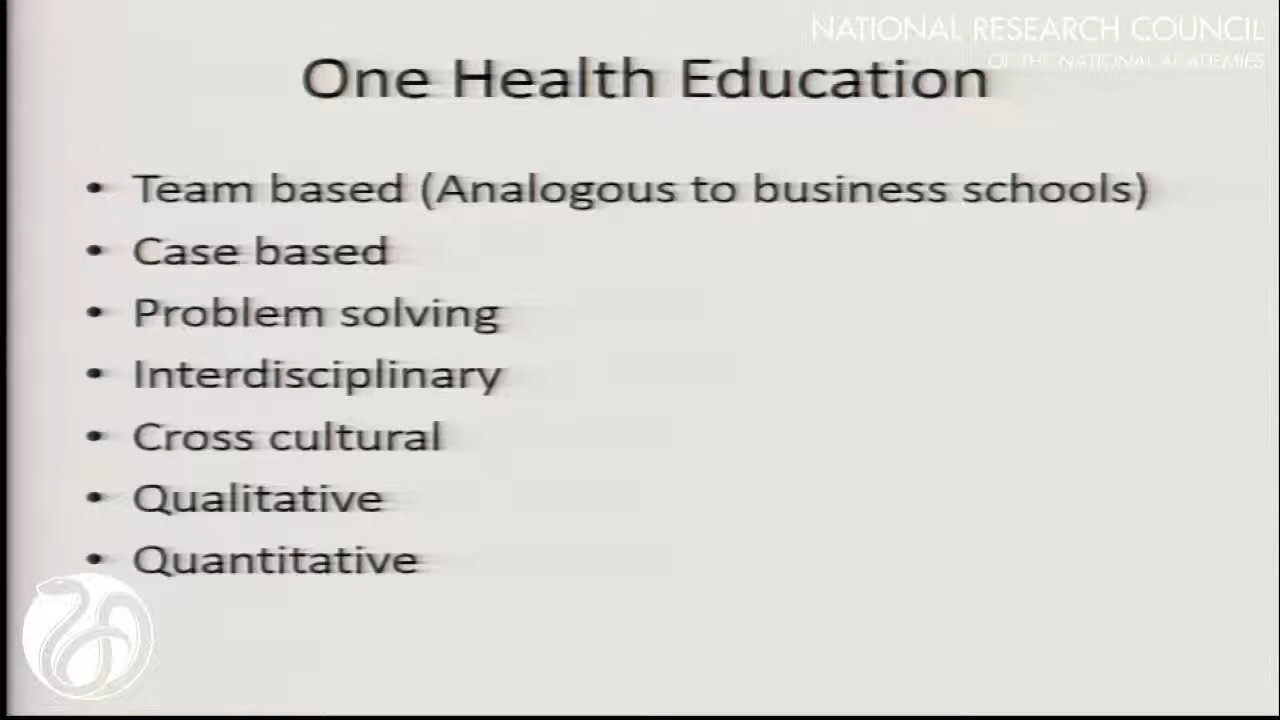 NATIONAL RESEARCH COUNCIL
OF THE NATIONAL ACADEMIES
One Health Education
• Team based (Analogous to business schools)
• Case based
• Problem solving
• Interdisciplinary
• Cross cultural
• Qualitative
• Quantitative